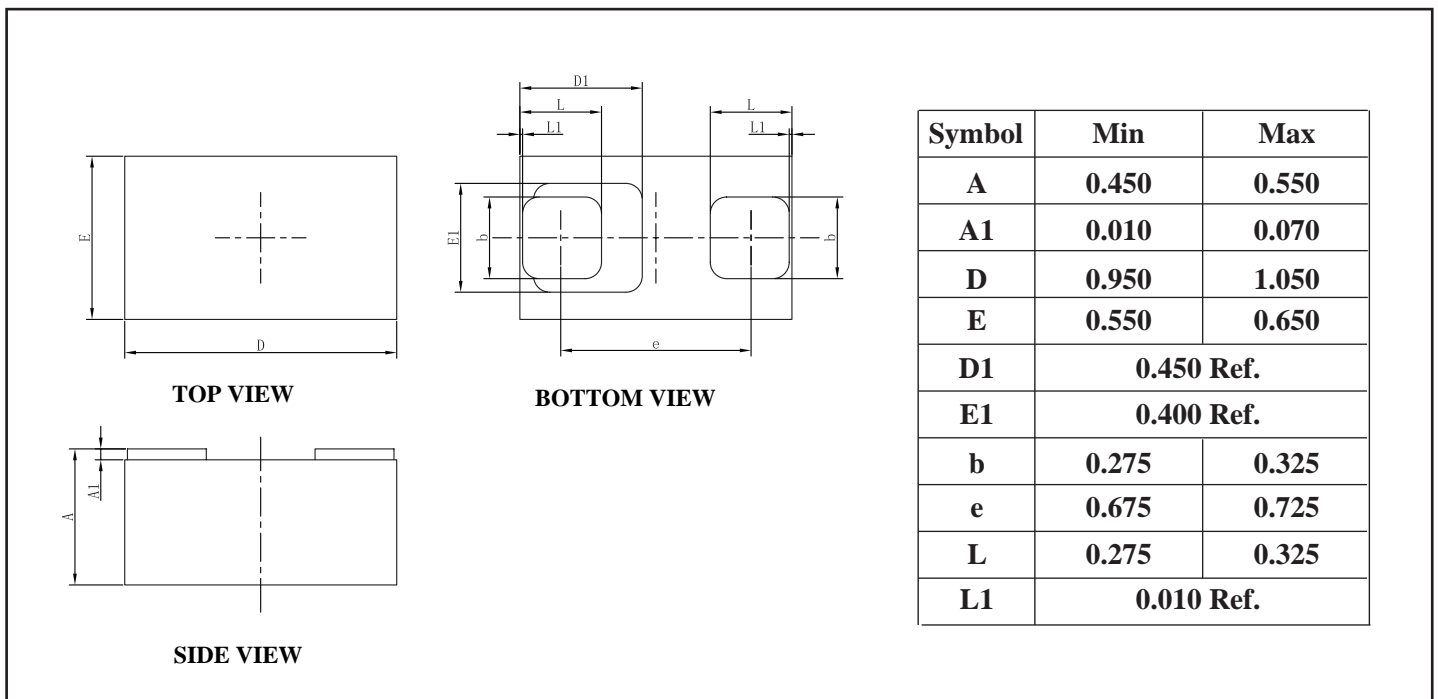 D1
L
L
L1
L1
E
E1
b
b
D
e
TOP VIEW
BOTTOM VIEW
A1
A
SIDE VIEW
Symbol Min Max
A 0.450 0.550
A1 0.010 0.070
D 0.950 1.050
E 0.550 0.650
D1 0.450 Ref.
E1 0.400 Ref.
b 0.275 0.325
e 0.675 0.725
L 0.275 0.325
L1 0.010 Ref.